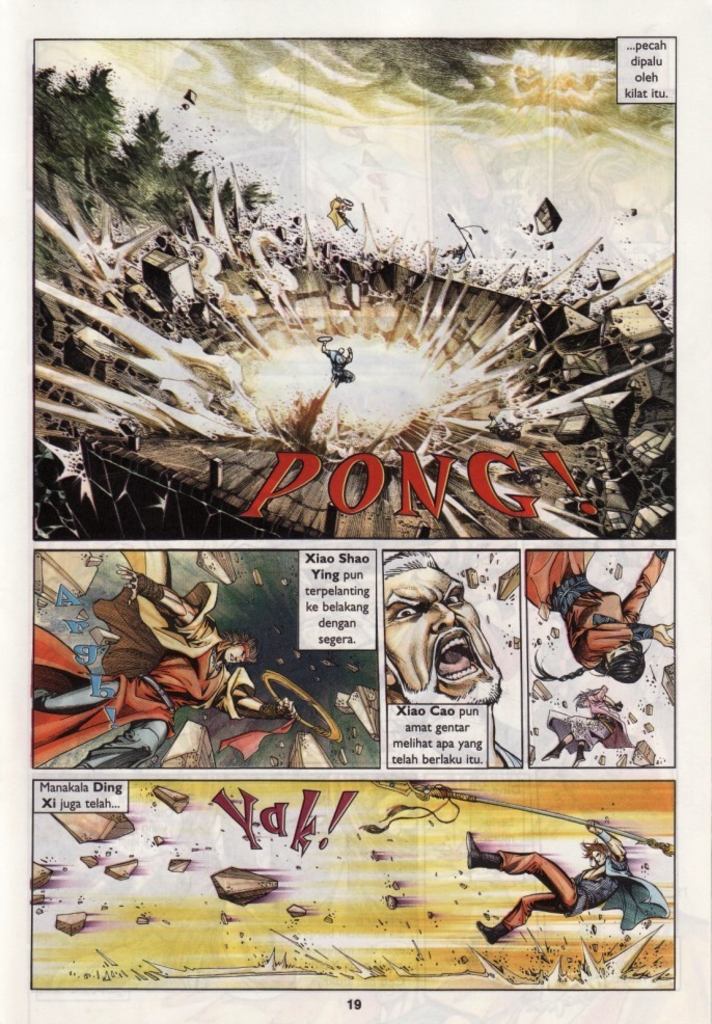 ...pecah
dipalu
oleh
kilat itu.
PONG!
Xiao Shao
Ying pun
terpelanting
ke belakang
dengan
segera.
Argh!
Xiao Cao pun
amat gentar
melihat apa yang
telah berlaku itu.
Manakala Ding
Xi juga telah...
Yak!
19